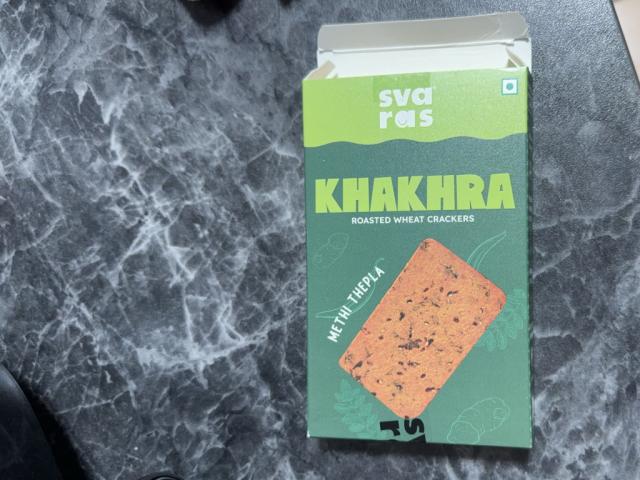 sva
ras
KHAKHRA
ROASTED WHEAT CRACKERS
METHI THEPLA